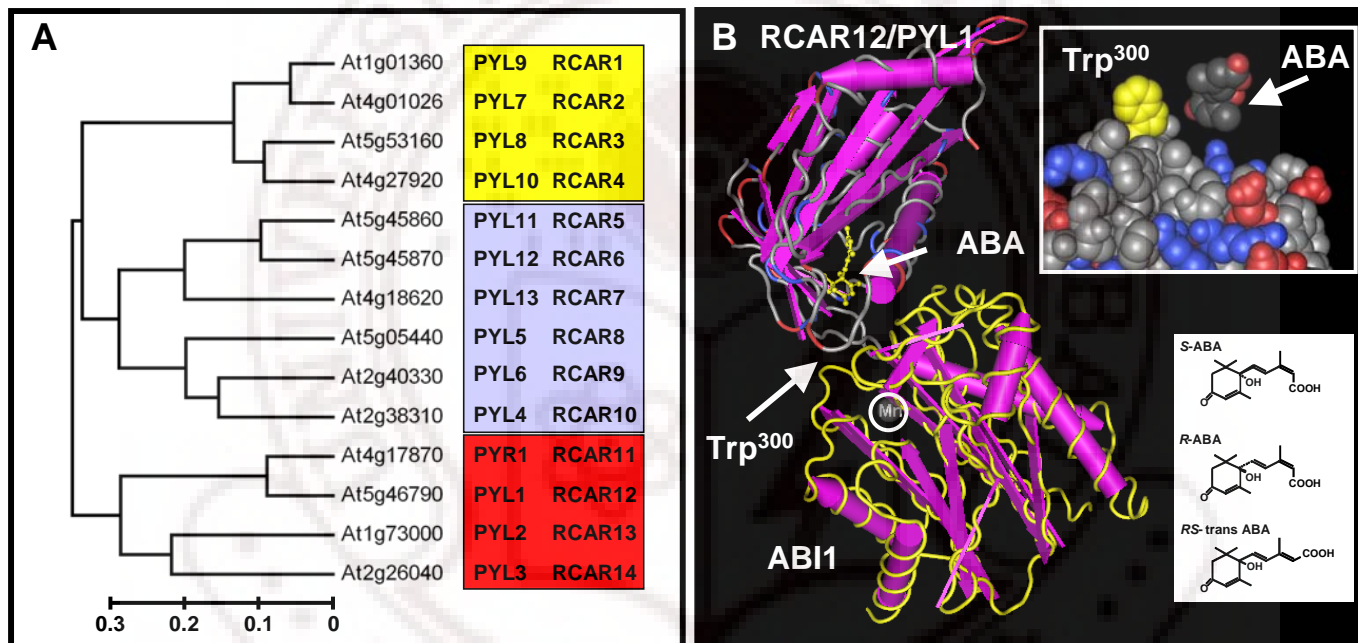 A
At1g01360 PYL9 RCAR1
At4g01026 PYL7 RCAR2
At5g53160 PYL8 RCAR3
At4g27920 PYL10 RCAR4
At5g45860 PYL11 RCAR5
At5g45870 PYL12 RCAR6
At4g18620 PYL13 RCAR7
At5g05440 PYL5 RCAR8
At2g40330 PYL6 RCAR9
At2g38310 PYL4 RCAR10
At4g17870 PYR1 RCAR11
At5g46790 PYL1 RCAR12
At1g73000 PYL2 RCAR13
At2g26040 PYL3 RCAR14
0.3 0.2 0.1 0
B RCAR12/PYL1
Trp³⁰⁰
ABA
ABA
Trp³⁰⁰
Mn
ABI1
S-ABA
OH
O
COOH
R-ABA
OH
O
COOH
RS- trans ABA
COOH
OH
O